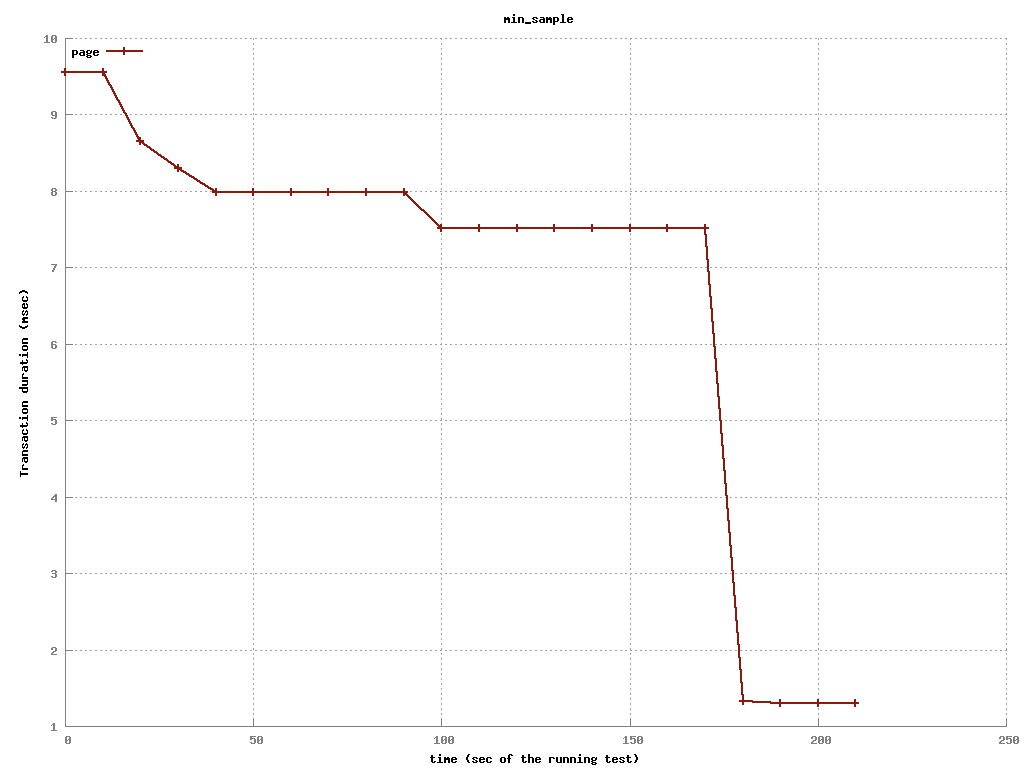 min_sample
page
10
9
8
7
6
5
4
3
2
1
Transaction duration (msec)
0 50 100 150 200 250
time (sec of the running test)